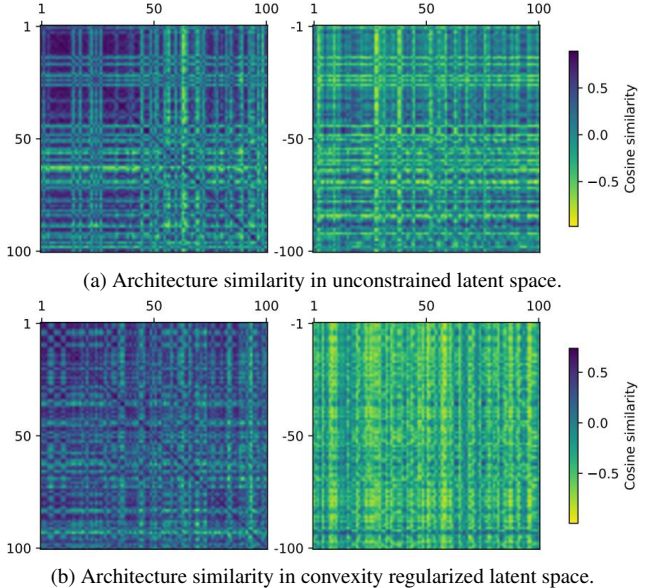 1 50 100 1 50 100
1 -1
50 -50
100 -100
0.5
0.0
−0.5
Cosine similarity
(a) Architecture similarity in unconstrained latent space.
1 50 100 1 50 100
1 -1
50 -50
100 -100
0.5
0.0
−0.5
Cosine similarity
(b) Architecture similarity in convexity regularized latent space.